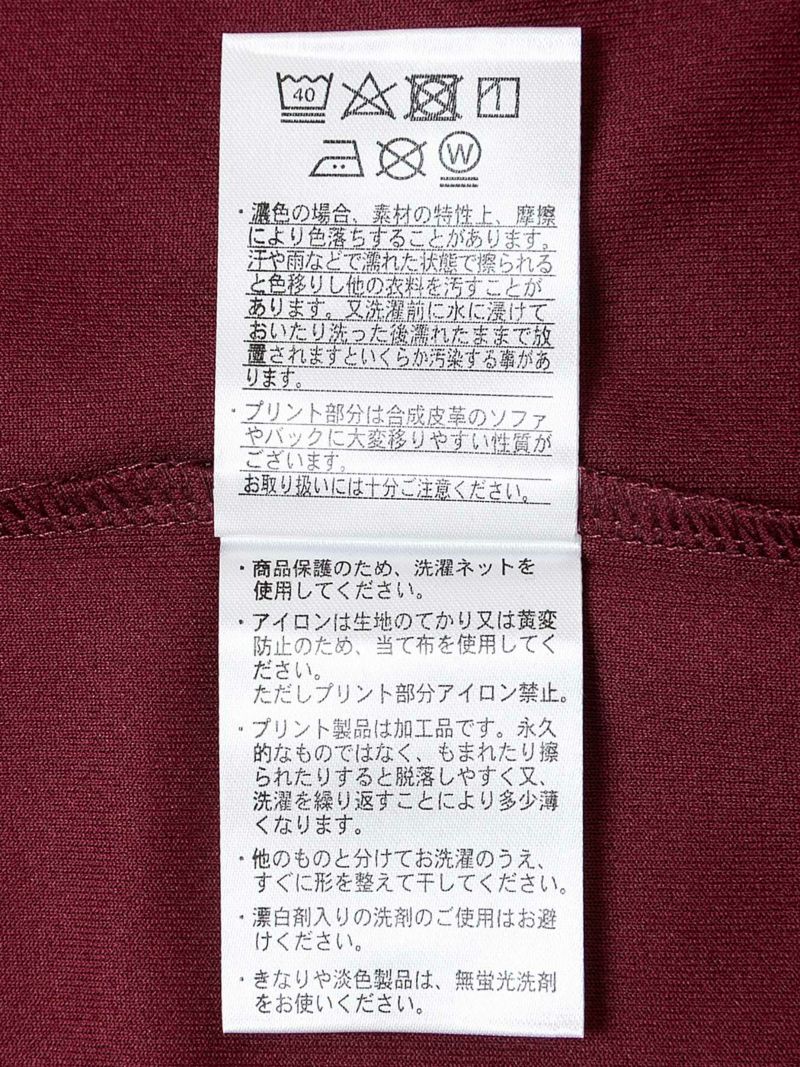 40
W
・濃色の場合、素材の特性上、摩擦
により色落ちすることがあります。
汗や雨などで濡れた状態で擦られる
と色移りし他の衣料を汚すことが
あります。又洗濯前に水に浸けて
おいたり洗った後濡れたままで放
置されますといくらか汚染する事があ
ります。
・プリント部分は合成皮革のソファ
やバックに大変移りやすい性質が
ございます。
お取り扱いには十分ご注意ください。
・商品保護のため、洗濯ネットを
使用してください。
・アイロンは生地のてかり又は黄変
防止のため、当て布を使用してく
ださい。
ただしプリント部分アイロン禁止。
・プリント製品は加工品です。永久
的なものではなく、もまれたり擦
られたりすると脱落しやすく又、
洗濯を繰り返すことにより多少薄
くなります。
・他のものと分けてお洗濯のうえ、
すぐに形を整えて干してください。
・漂白剤入りの洗剤のご使用はお避
けください。
・きなりや淡色製品は、無蛍光洗剤
をお使いください。